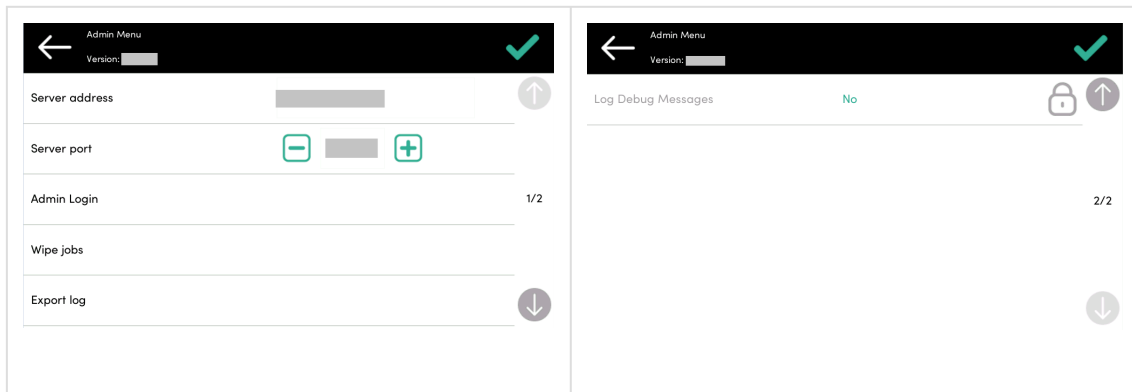 Admin Menu
Version:
Server address
Server port
Admin Login
1/2
Wipe jobs
Export log
Admin Menu
Version:
Log Debug Messages No
2/2